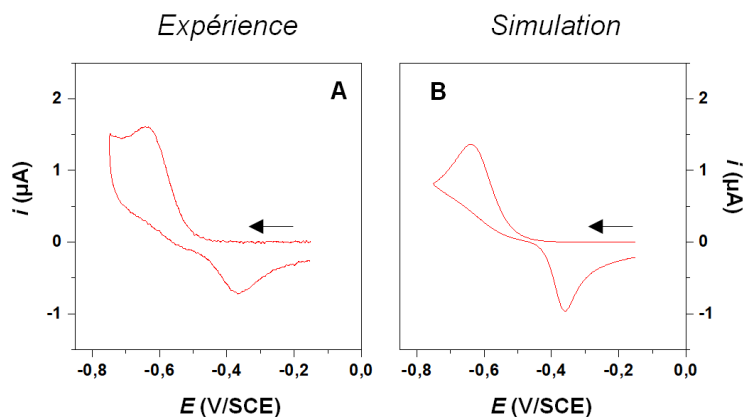 Expérience
Simulation
A
B
i (µA)
2
1
0
-1
-0,8
-0,6
-0,4
-0,2
0,0
E (V/SCE)
-0,8
-0,6
-0,4
-0,2
0,0
E (V/SCE)
2
1
0
-1
i (µA)